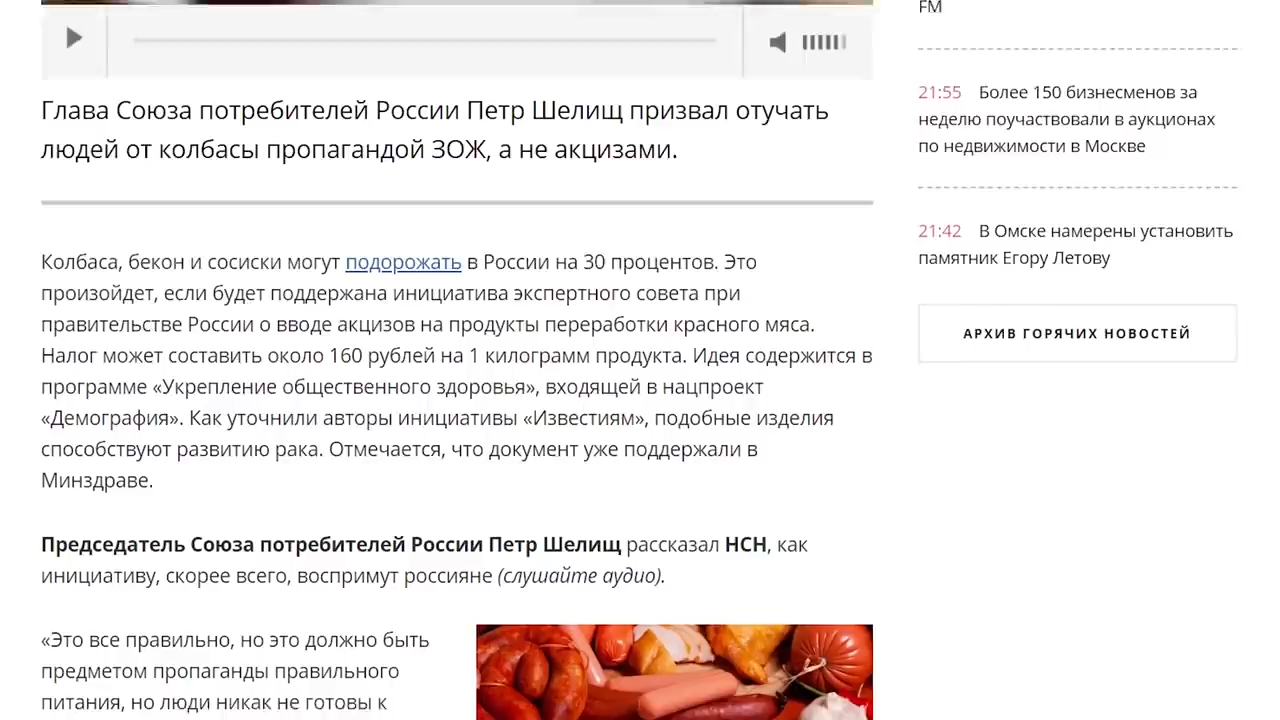 Глава Союза потребителей России Петр Шелищ призвал отучать
людей от колбасы пропагандой ЗОЖ, а не акцизами.
Колбаса, бекон и сосиски могут подорожать в России на 30 процентов. Это
произойдет, если будет поддержана инициатива экспертного совета при
правительстве России о вводе акцизов на продукты переработки красного мяса.
Налог может составить около 160 рублей на 1 килограмм продукта. Идея содержится в
программе «Укрепление общественного здоровья», входящей в нацпроект
«Демография». Как уточнили авторы инициативы «Известиям», подобные изделия
способствуют развитию рака. Отмечается, что документ уже поддержали в
Минздраве.
Председатель Союза потребителей России Петр Шелищ рассказал НСН, как
инициативу, скорее всего, воспримут россияне (слушайте аудио).
«Это все правильно, но это должно быть
предметом пропаганды правильного
питания, но люди никак не готовы к
FM
21:55 Более 150 бизнесменов за
неделю поучаствовали в аукционах
по недвижимости в Москве
21:42 В Омске намерены установить
памятник Егору Летову
АРХИВ ГОРЯЧИХ НОВОСТЕЙ